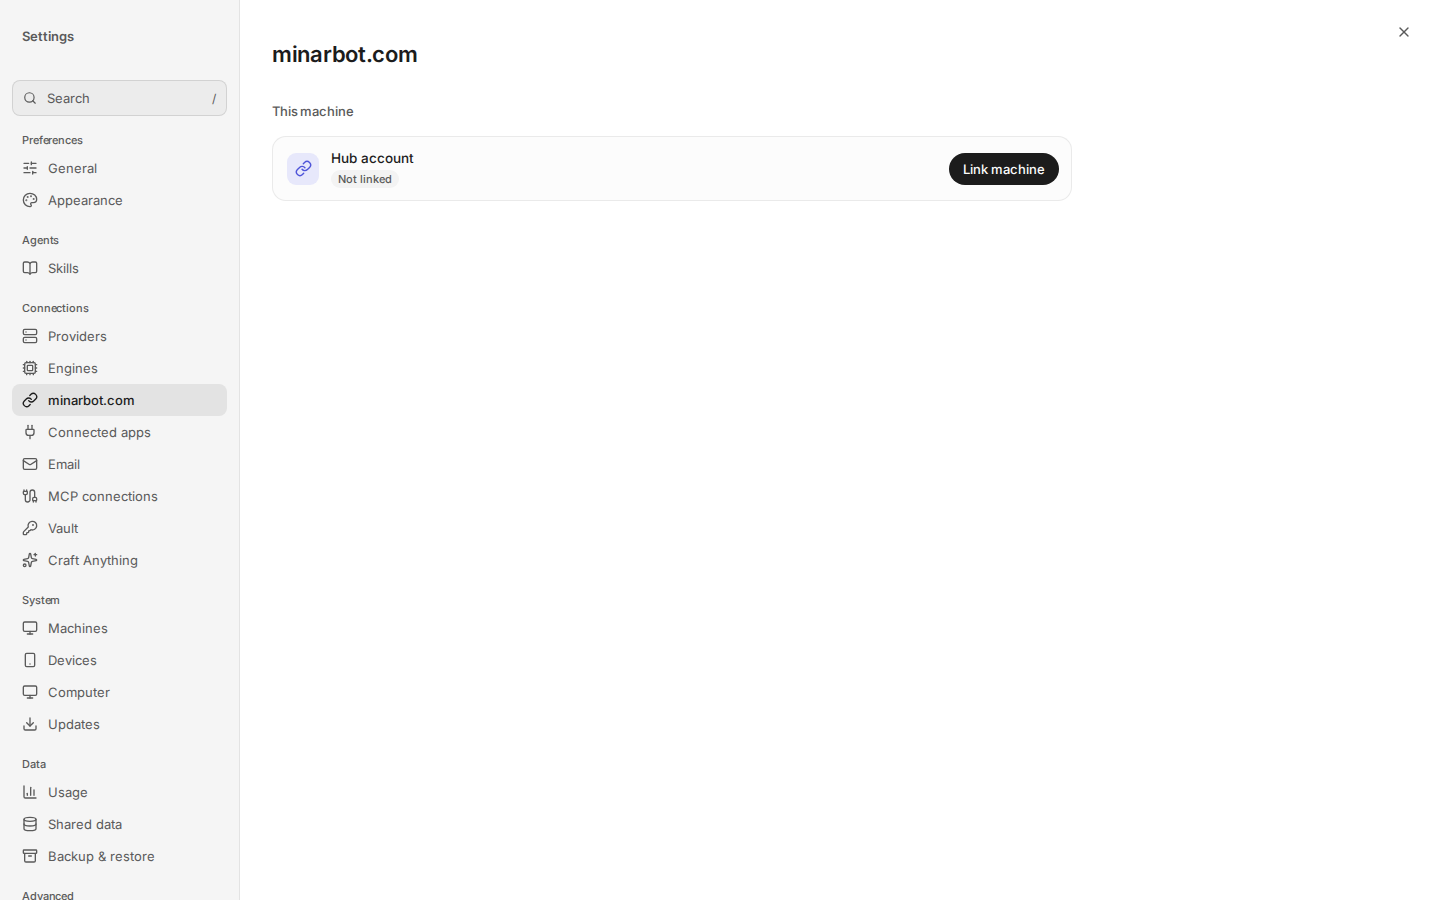 Settings
Search /
Preferences
General
Appearance
Agents
Skills
Connections
Providers
Engines
minarbot.com
Connected apps
Email
MCP connections
Vault
Craft Anything
System
Machines
Devices
Computer
Updates
Data
Usage
Shared data
Backup & restore
Advanced
minarbot.com
This machine
Hub account
Not linked
Link machine